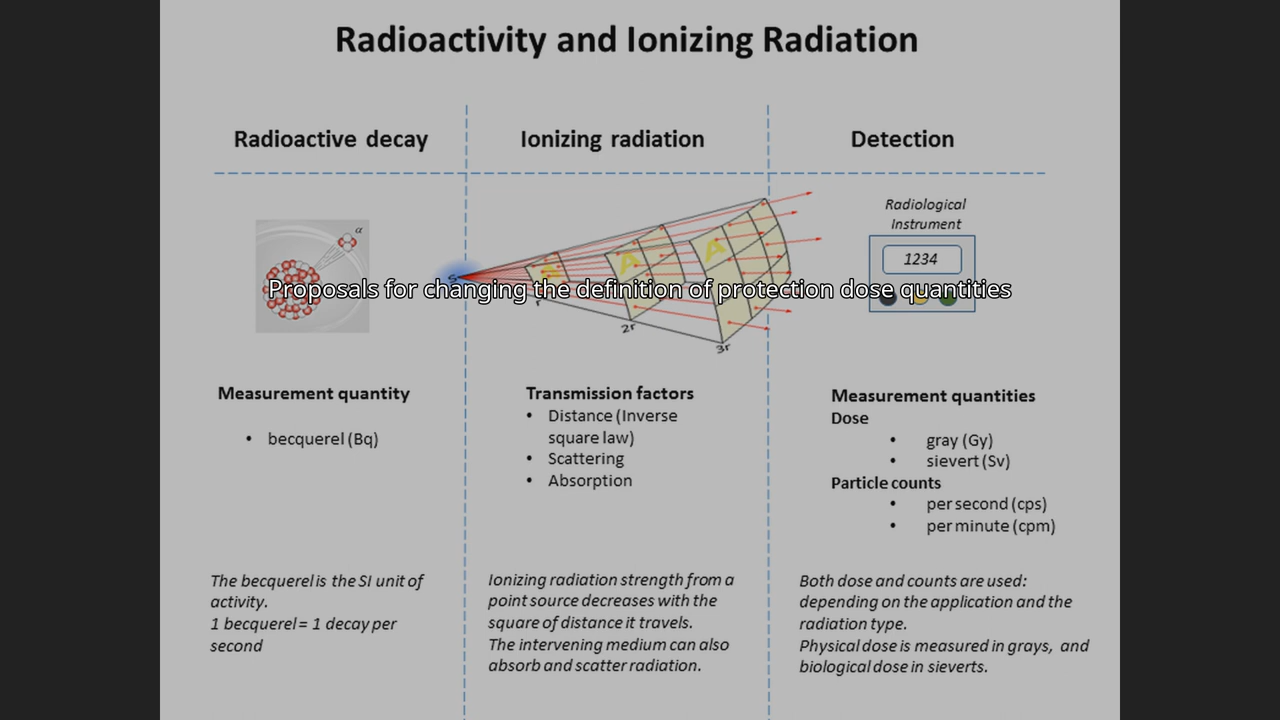 Radioactivity and Ionizing Radiation
Radioactive decay
Ionizing radiation
Detection
Radiological
Instrument
1234
α
A
A
r
2r
3r
Proposals for changing the definition of protection dose quantities
Measurement quantity
• becquerel (Bq)
The becquerel is the SI unit of
activity.
1 becquerel = 1 decay per
second
Transmission factors
• Distance (Inverse
square law)
• Scattering
• Absorption
Ionizing radiation strength from a
point source decreases with the
square of distance it travels.
The intervening medium can also
absorb and scatter radiation.
Measurement quantities
Dose
• gray (Gy)
• sievert (Sv)
Particle counts
• per second (cps)
• per minute (cpm)
Both dose and counts are used:
depending on the application and the
radiation type.
Physical dose is measured in grays, and
biological dose in sieverts.